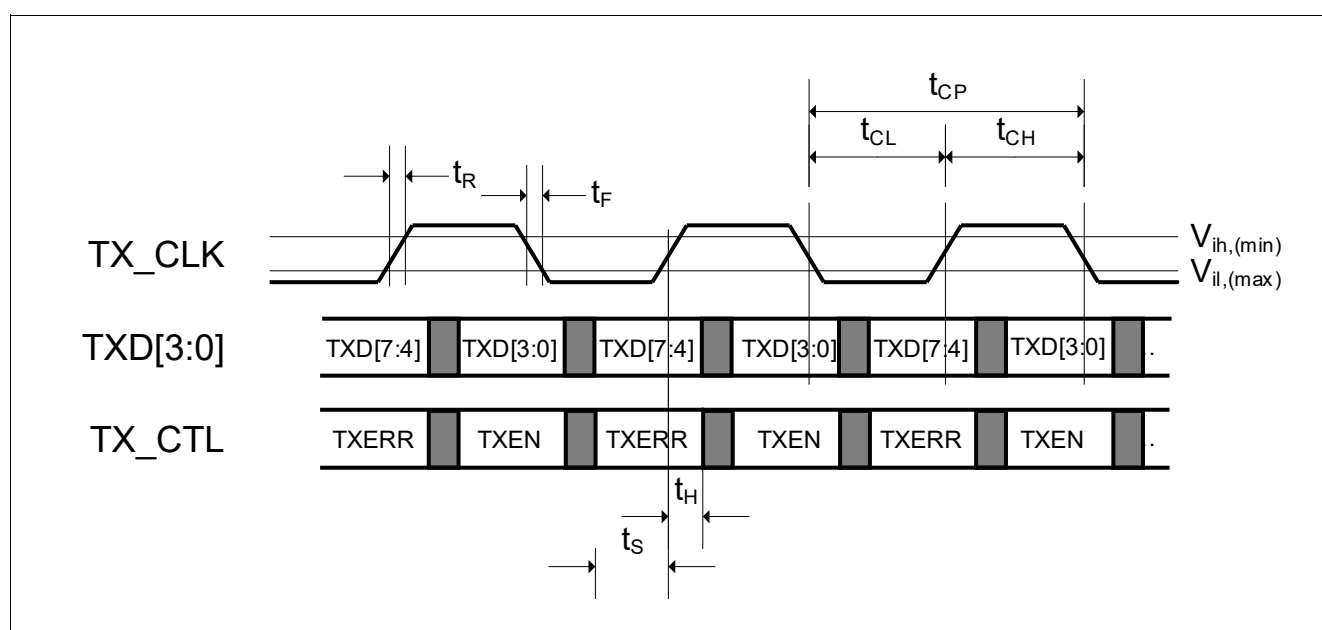 tCP
tCL tCH
tR tF
TX_CLK Vih,(min)
Vil,(max)
TXD[3:0] TXD[7:4] TXD[3:0] TXD[7:4] TXD[3:0] TXD[7:4] TXD[3:0] ..
TX_CTL TXERR TXEN TXERR TXEN TXERR TXEN ..
tH
tS